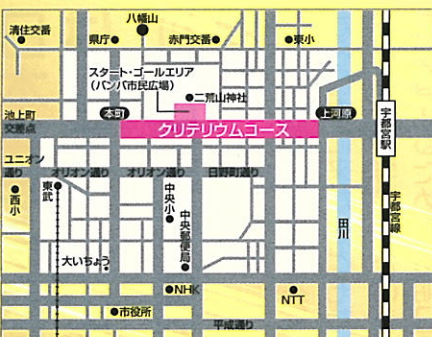 清住交番
八幡山
県庁
赤門交番
東小
スタート・ゴールエリア
(バンバ市民広場)
二荒山神社
池上町
交差点
本町
上河原
クリテリウムコース
宇都宮駅
ユニオン
通り
オリオン通り
オリオン通り
日野町通り
西小
東武
中央小
中央郵便局
田川
宇都宮線
大いちょう
NHK
NTT
市役所
平成通り